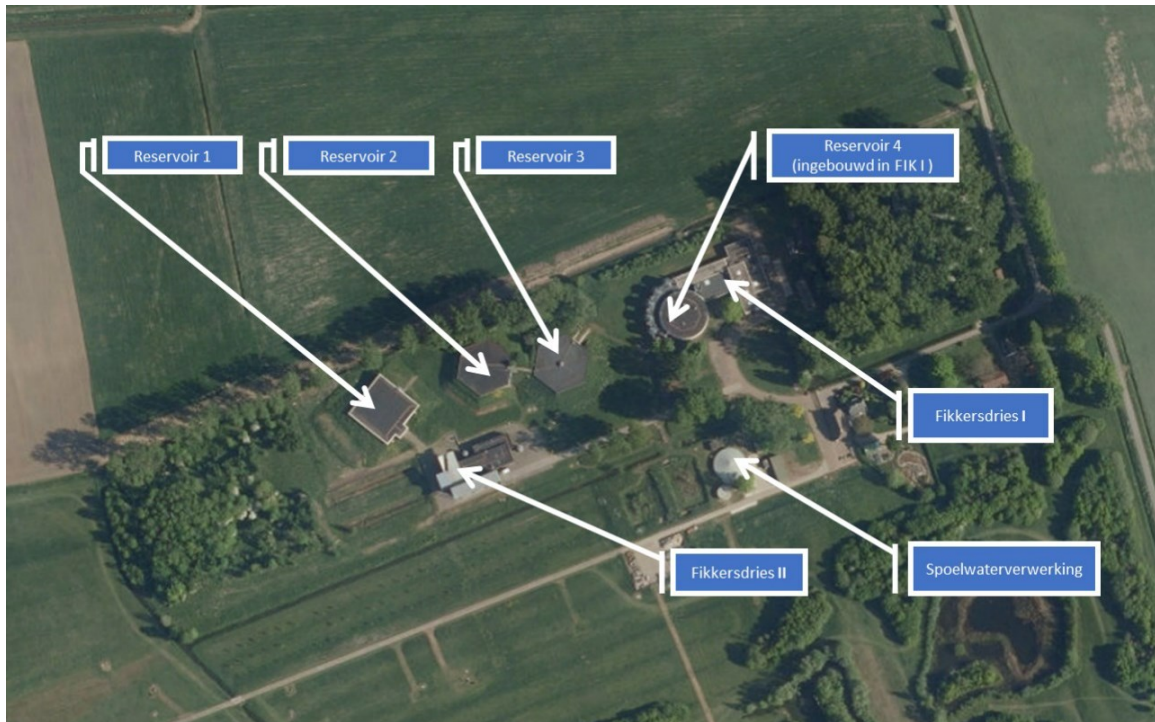 Reservoir 1
Reservoir 2
Reservoir 3
Reservoir 4
(ingebouwd in FIK I )
Fikkersdries I
Fikkersdries II
Spoelwaterverwerking